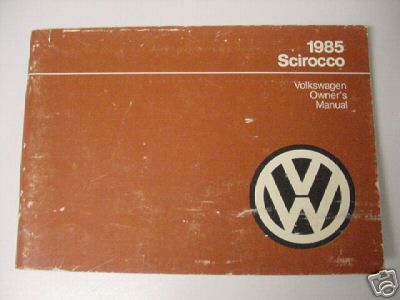 1985
Scirocco
Volkswagen
Owner's
Manual
VW